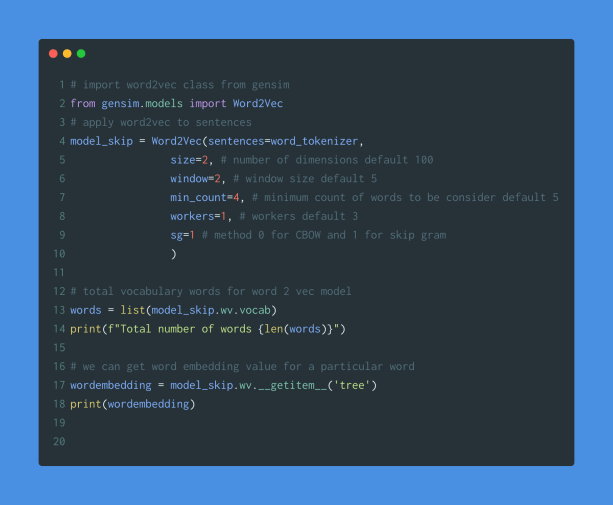 1 # import word2vec class from gensim
2 from gensim.models import Word2Vec
3 # apply word2vec to sentences
4 model_skip = Word2Vec(sentences=word_tokenizer,
5                 size=2, # number of dimensions default 100
6                 window=2, # window size default 5
7                 min_count=4, # minimum count of words to be consider default 5
8                 workers=1, # workers default 3
9                 sg=1 # method 0 for CBOW and 1 for skip gram
10                 )
11
12 # total vocabulary words for word 2 vec model
13 words = list(model_skip.wv.vocab)
14 print(f"Total number of words {len(words)}")
15
16 # we can get word embedding value for a particular word
17 wordembedding = model_skip.wv.__getitem__('tree')
18 print(wordembedding)
19
20